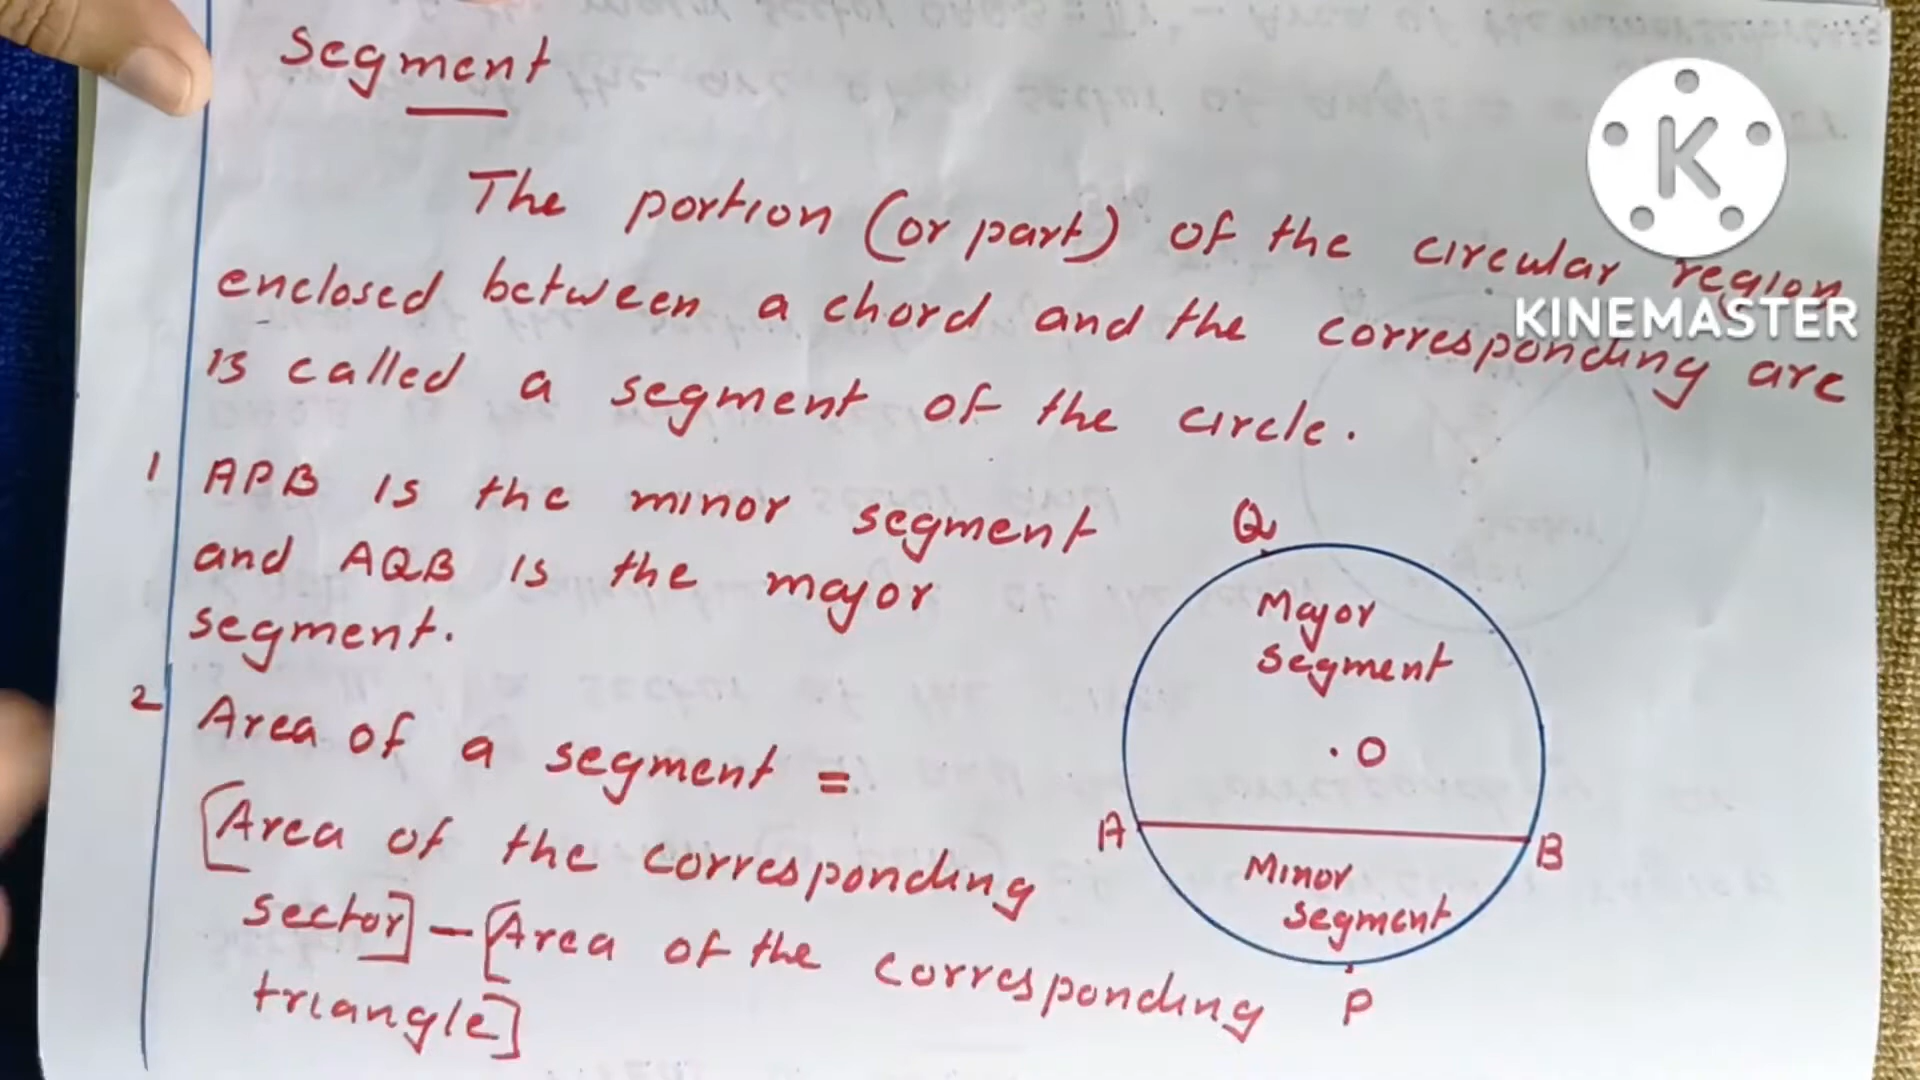 Segment
The portion (or part) of the circular region
enclosed between a chord and the corresponding arc
is called a segment of the circle.
1 APB is the minor segment
and AQB is the major
segment.
2 Area of a segment =
[Area of the corresponding
sector] - [Area of the corresponding
triangle]
Q
Major
segment
. O
A
B
Minor
segment
P
K
KINEMASTER